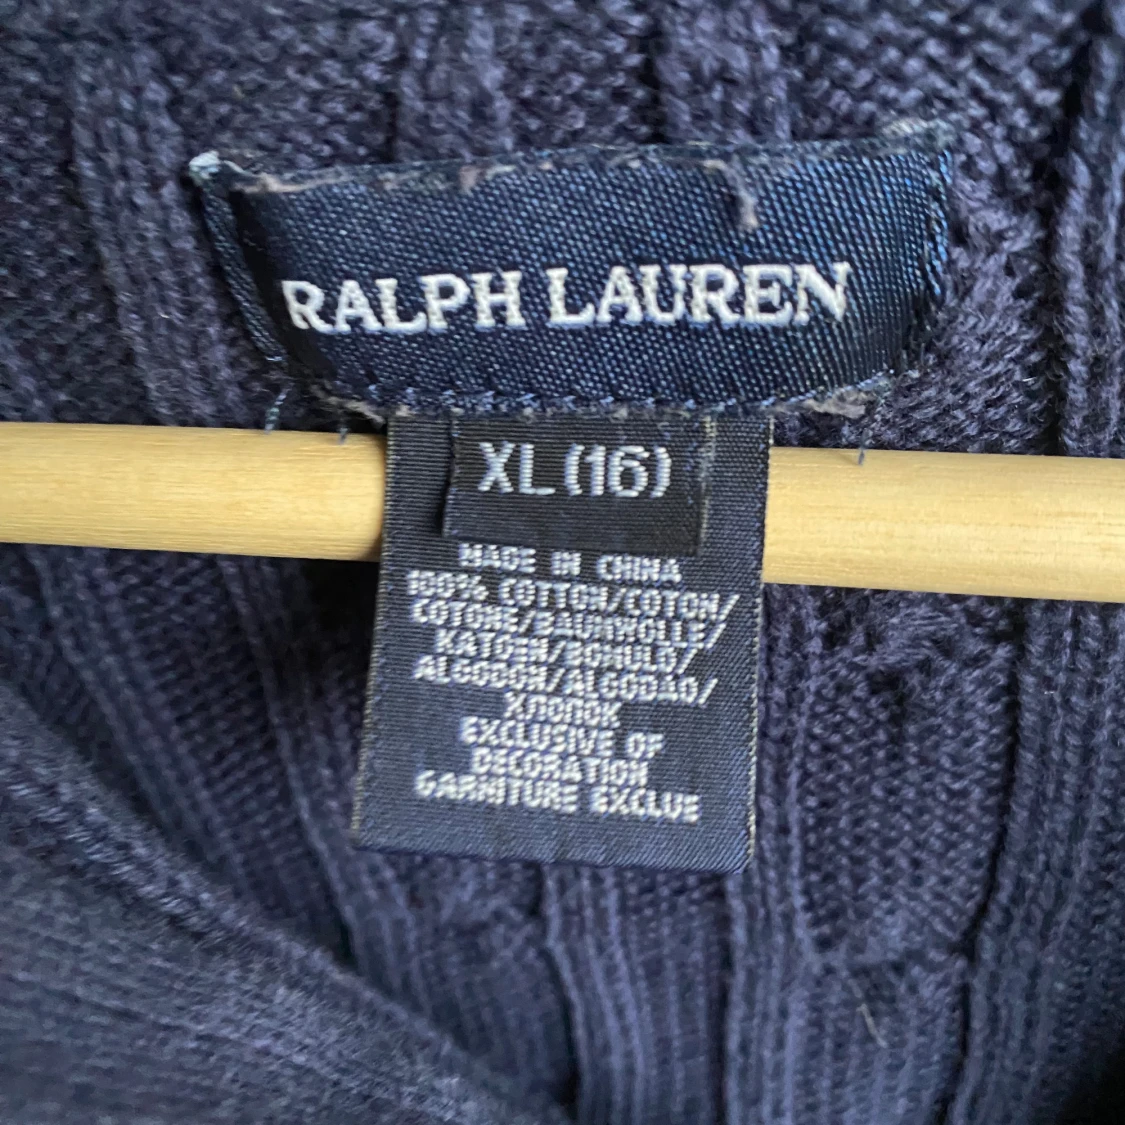 RALPH LAUREN
XL (16)
MADE IN CHINA
100% COTTON/COTON/
COTONE/BAUMWOLLE/
KATOEN/BOMULD/
ALGODON/ALGODAO/
ХЛОПОК
EXCLUSIVE OF
DECORATION
GARNITURE EXCLUE